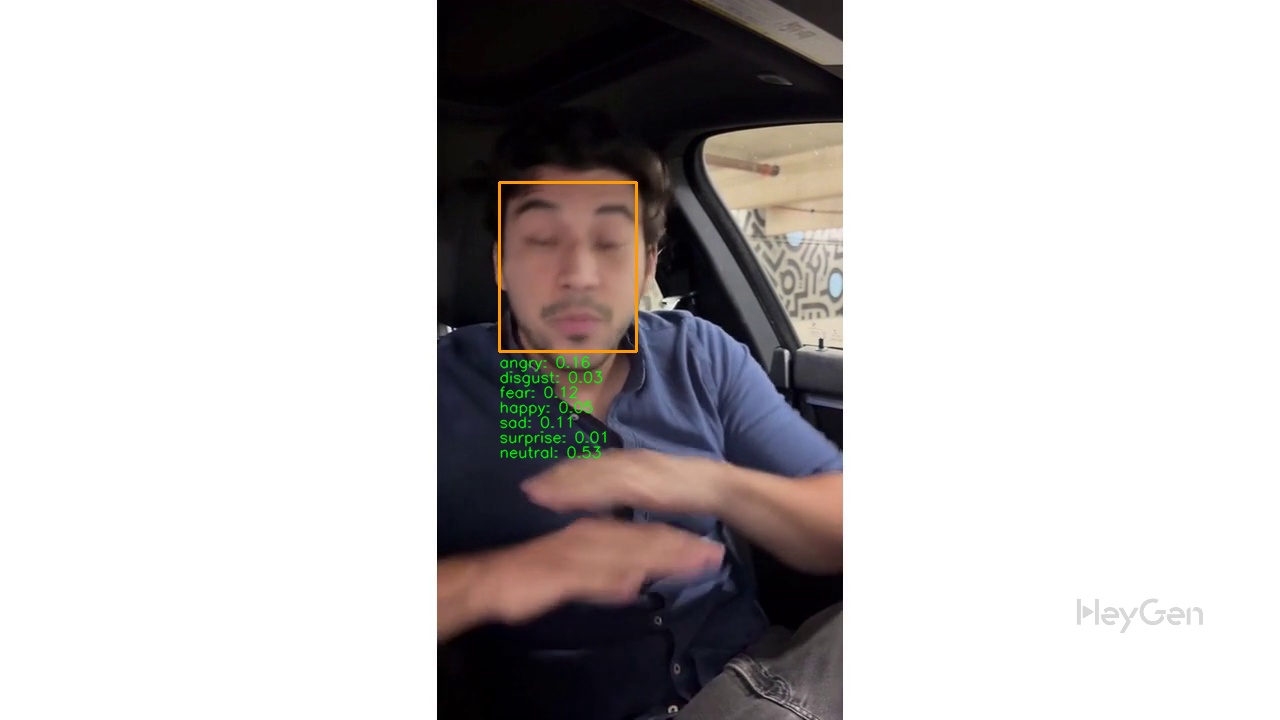 angry: 0.16
disgust: 0.03
fear: 0.12
happy:
sad: 0.11
surprise: 0.01
neutral: 0.53
HeyGen